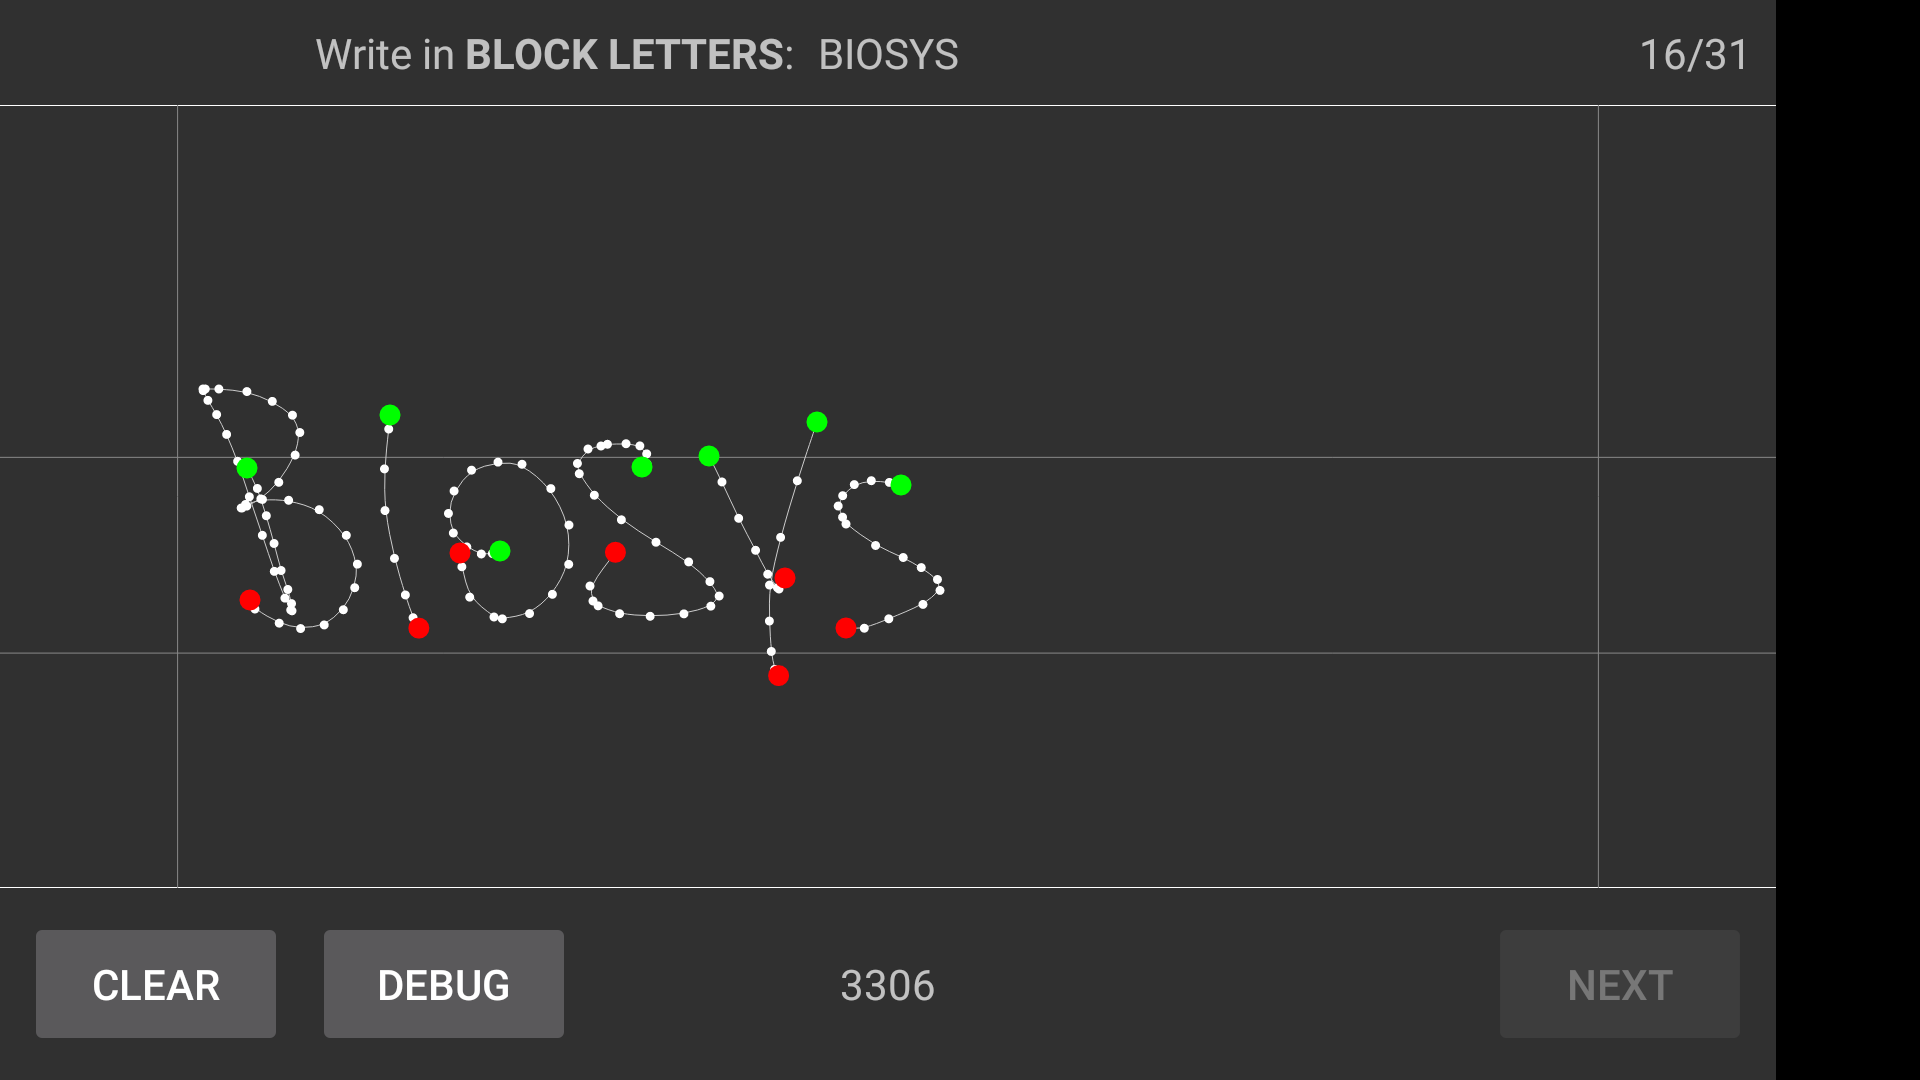 Write in BLOCK LETTERS: BIOSYS 16/31
BIOSYS
CLEAR DEBUG 3306 NEXT